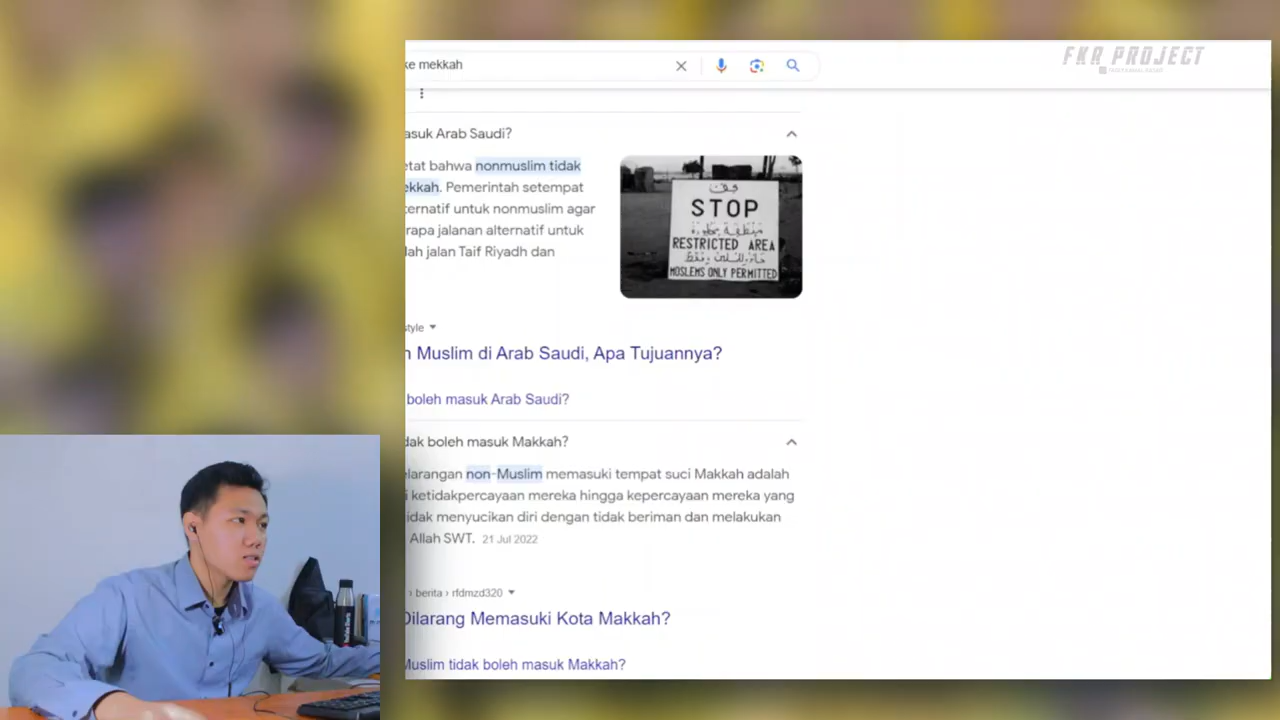 ke mekkah
FKR PROJECT
asuk Arab Saudi?
etat bahwa nonmuslim tidak
ekkah. Pemerintah setempat
ternatif untuk nonmuslim agar
rapa jalanan alternatif untuk
lah jalan Taif Riyadh dan
STOP
RESTRICTED AREA
MOSLEMS ONLY PERMITTED
style
n Muslim di Arab Saudi, Apa Tujuannya?
boleh masuk Arab Saudi?
dak boleh masuk Makkah?
elarangan non-Muslim memasuki tempat suci Makkah adalah
i ketidakpercayaan mereka hingga kepercayaan mereka yang
tidak menyucikan diri dengan tidak beriman dan melakukan
Allah SWT. 21 Jul 2022
› berita › rfdmzd320
Dilarang Memasuki Kota Makkah?
Muslim tidak boleh masuk Makkah?